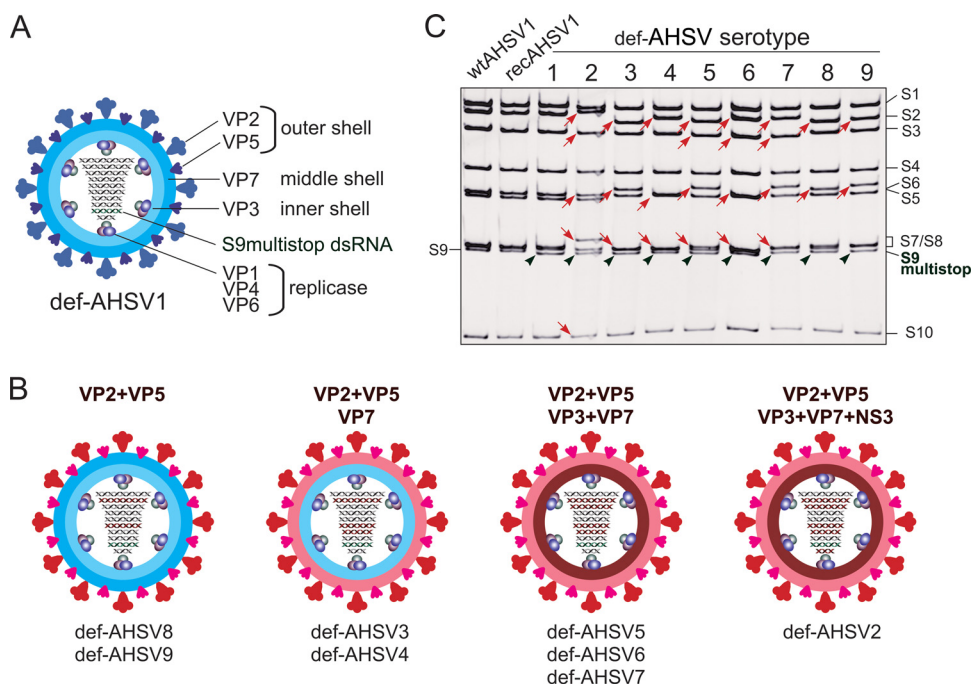 A
VP2
VP5
outer shell
VP7 middle shell
VP3 inner shell
S9multistop dsRNA
VP1
VP4
VP6
replicase
def-AHSV1
C
wtAHSV1
recAHSV1
def-AHSV serotype
1 2 3 4 5 6 7 8 9
S1
S2
S3
S4
S6
S5
S9
S7/S8
S9
multistop
S10
B
VP2+VP5
def-AHSV8
def-AHSV9
VP2+VP5
VP7
def-AHSV3
def-AHSV4
VP2+VP5
VP3+VP7
def-AHSV5
def-AHSV6
def-AHSV7
VP2+VP5
VP3+VP7+NS3
def-AHSV2